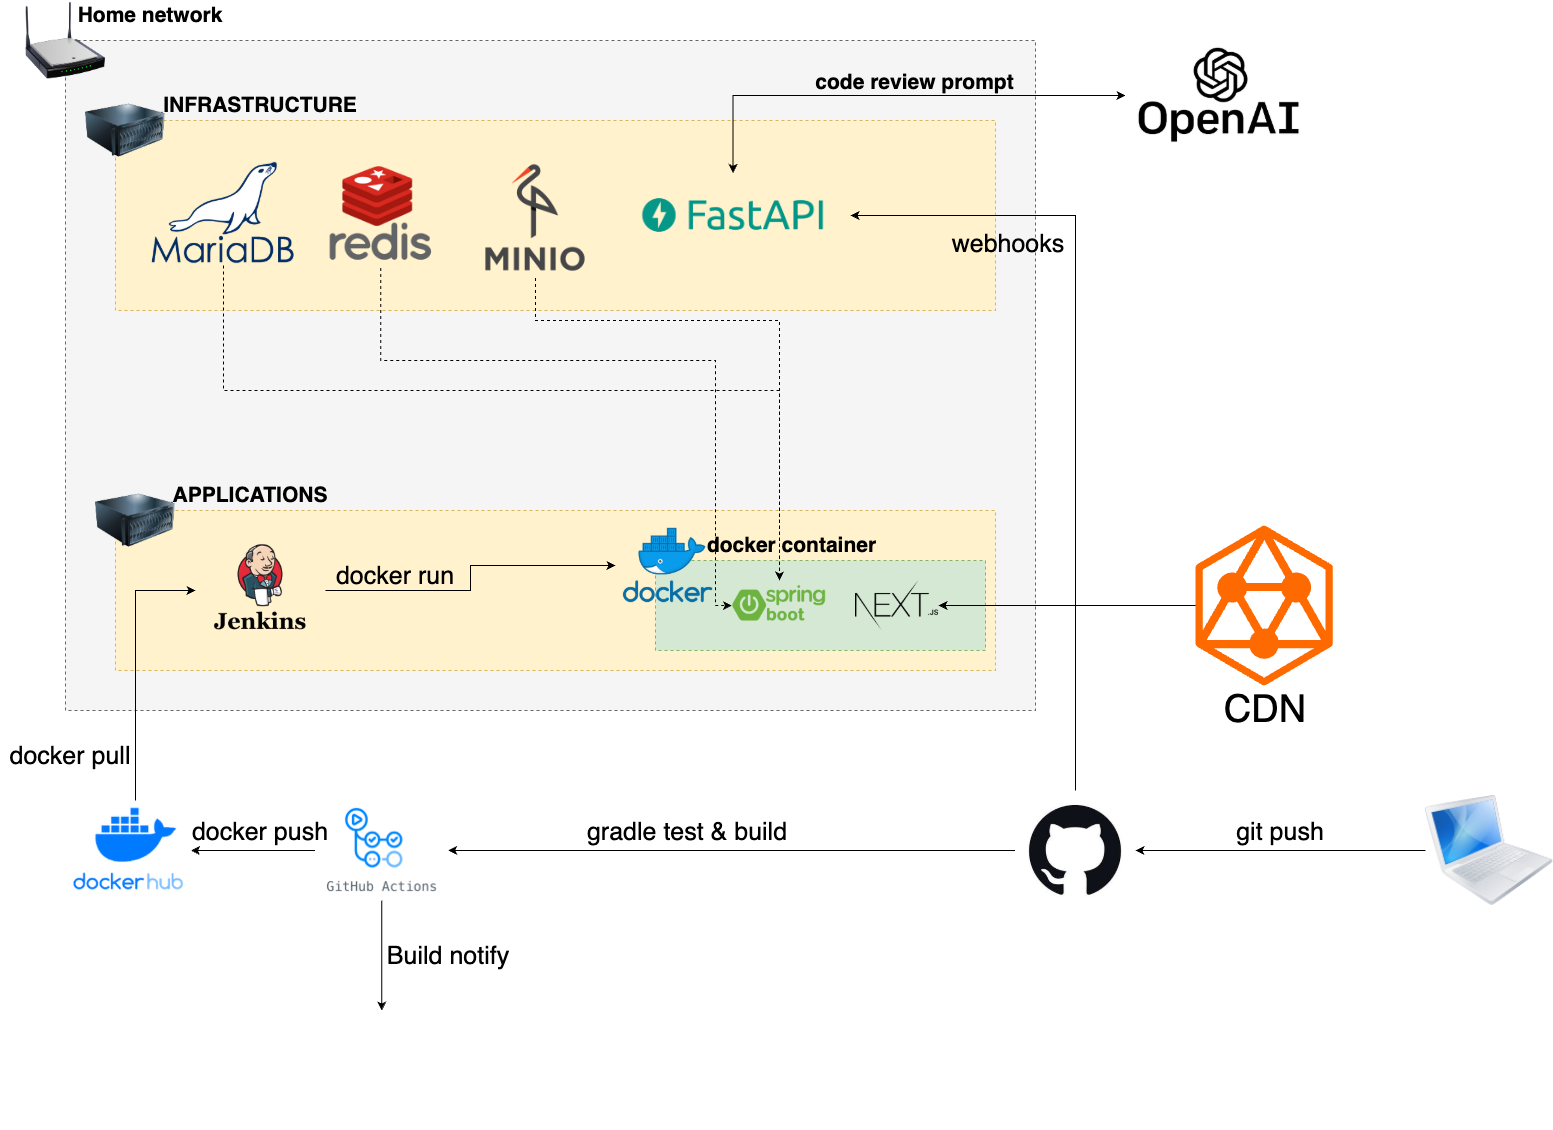 Home network
code review prompt
OpenAI
INFRASTRUCTURE
MariaDB
redis
MINIO
FastAPI
webhooks
APPLICATIONS
Jenkins
docker run
docker container
docker
spring
boot
NEXT.JS
CDN
docker pull
docker hub
docker push
GitHub Actions
gradle test & build
git push
Build notify